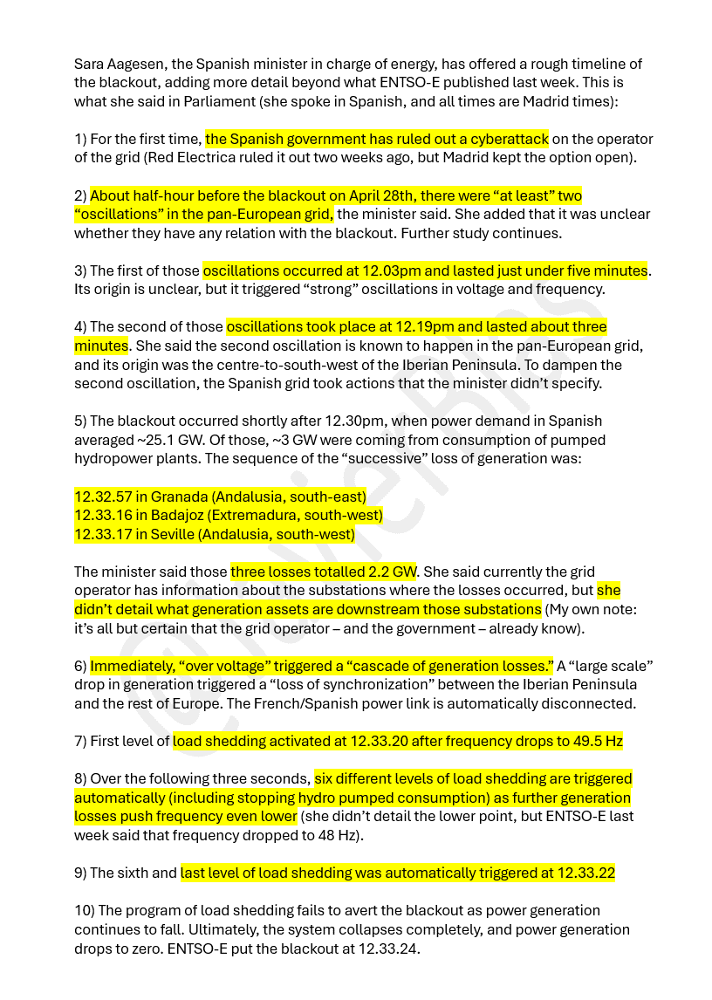 Sara Aagesen, the Spanish minister in charge of energy, has offered a rough timeline of
the blackout, adding more detail beyond what ENTSO-E published last week. This is
what she said in Parliament (she spoke in Spanish, and all times are Madrid times):
1) For the first time, the Spanish government has ruled out a cyberattack on the operator
of the grid (Red Electrica ruled it out two weeks ago, but Madrid kept the option open).
2) About half-hour before the blackout on April 28th, there were “at least” two
“oscillations” in the pan-European grid, the minister said. She added that it was unclear
whether they have any relation with the blackout. Further study continues.
3) The first of those oscillations occurred at 12.03pm and lasted just under five minutes.
Its origin is unclear, but it triggered “strong” oscillations in voltage and frequency.
4) The second of those oscillations took place at 12.19pm and lasted about three
minutes. She said the second oscillation is known to happen in the pan-European grid,
and its origin was the centre-to-south-west of the Iberian Peninsula. To dampen the
second oscillation, the Spanish grid took actions that the minister didn’t specify.
5) The blackout occurred shortly after 12.30pm, when power demand in Spanish
averaged ~25.1 GW. Of those, ~3 GW were coming from consumption of pumped
hydropower plants. The sequence of the “successive” loss of generation was:
12.32.57 in Granada (Andalusia, south-east)
12.33.16 in Badajoz (Extremadura, south-west)
12.33.17 in Seville (Andalusia, south-west)
The minister said those three losses totalled 2.2 GW. She said currently the grid
operator has information about the substations where the losses occurred, but she
didn’t detail what generation assets are downstream those substations (My own note:
it’s all but certain that the grid operator – and the government – already know).
6) Immediately, “over voltage” triggered a “cascade of generation losses.” A “large scale”
drop in generation triggered a “loss of synchronization” between the Iberian Peninsula
and the rest of Europe. The French/Spanish power link is automatically disconnected.
7) First level of load shedding activated at 12.33.20 after frequency drops to 49.5 Hz
8) Over the following three seconds, six different levels of load shedding are triggered
automatically (including stopping hydro pumped consumption) as further generation
losses push frequency even lower (she didn’t detail the lower point, but ENTSO-E last
week said that frequency dropped to 48 Hz).
9) The sixth and last level of load shedding was automatically triggered at 12.33.22
10) The program of load shedding fails to avert the blackout as power generation
continues to fall. Ultimately, the system collapses completely, and power generation
drops to zero. ENTSO-E put the blackout at 12.33.24.
@JavierBlas